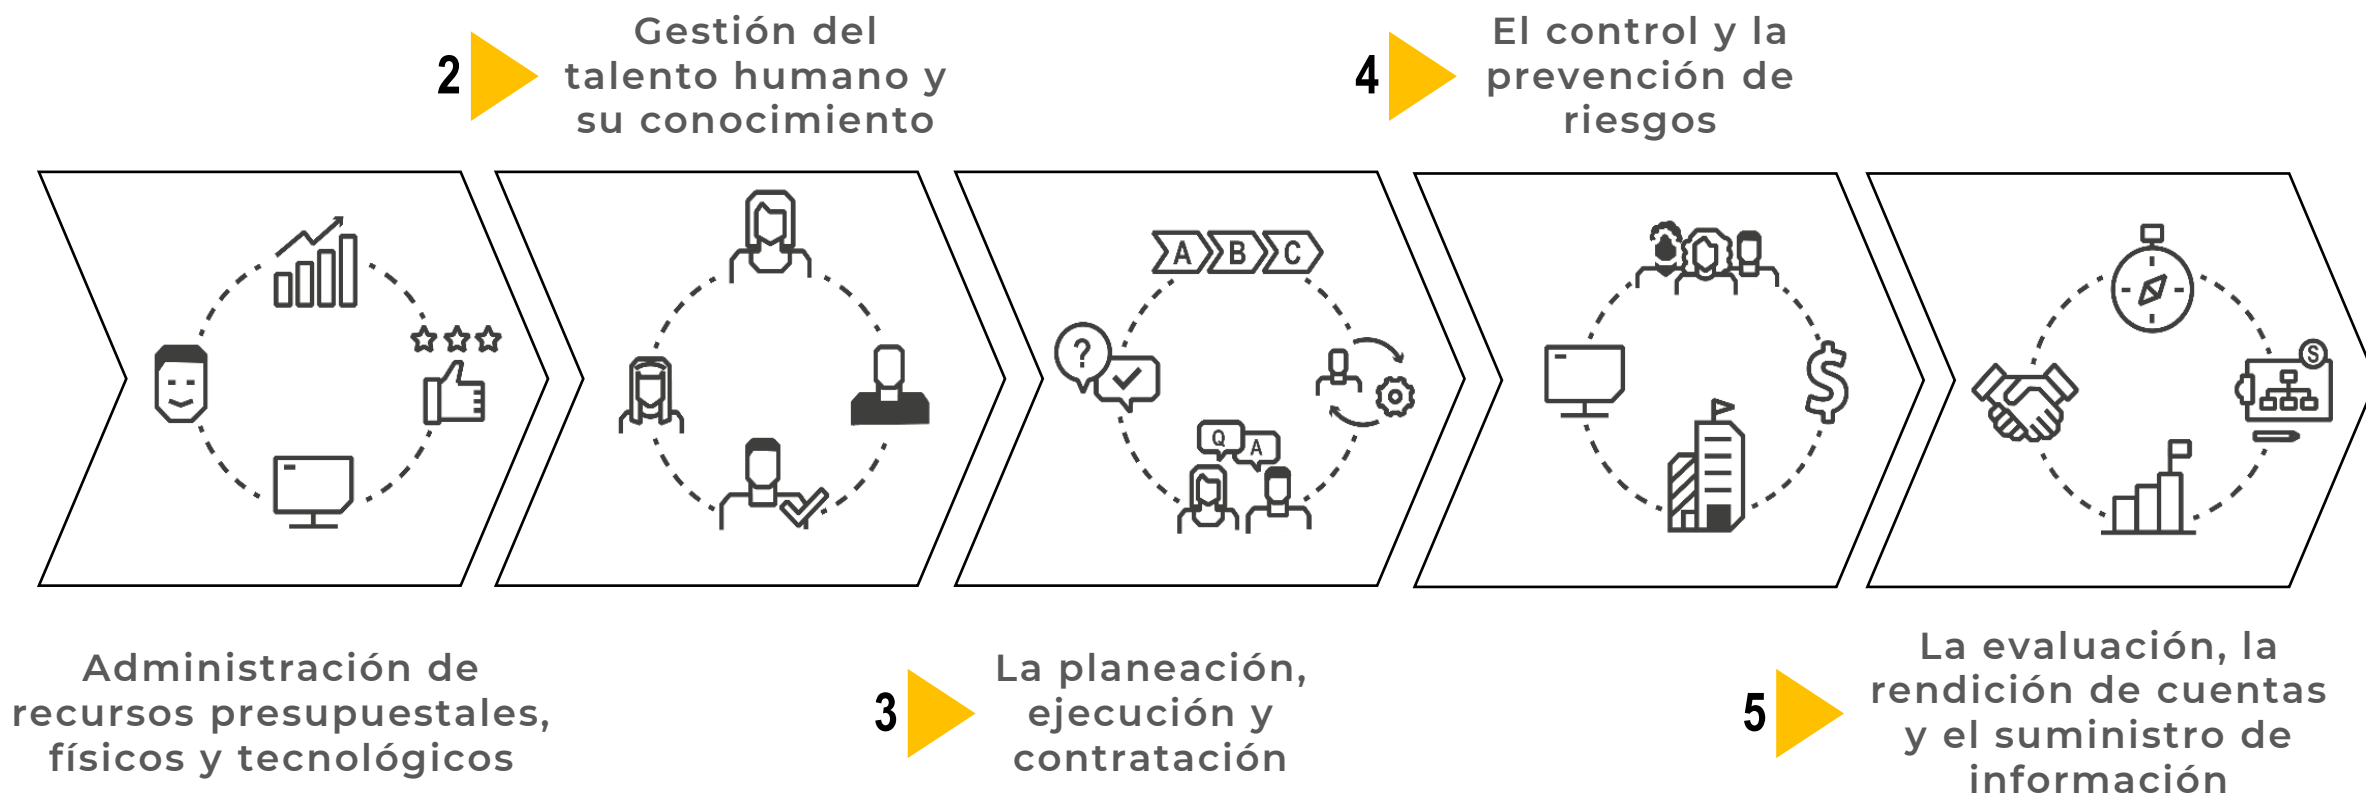 2
Gestión del
talento humano y
su conocimiento
4
El control y la
prevención de
riesgos
A B C
?
Q
A
$
S
Administración de
recursos presupuestales,
físicos y tecnológicos
3
La planeación,
ejecución y
contratación
5
La evaluación, la
rendición de cuentas
y el suministro de
información